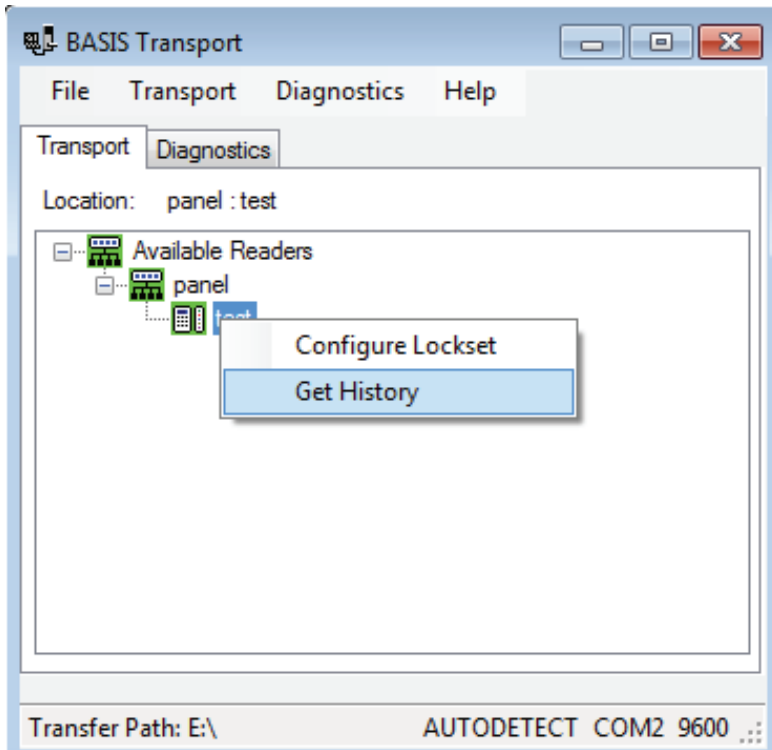 BASIS Transport
File Transport Diagnostics Help
Transport Diagnostics
Location: panel : test
Available Readers
panel
test
Configure Lockset
Get History
Transfer Path: E:\ AUTODETECT COM2 9600